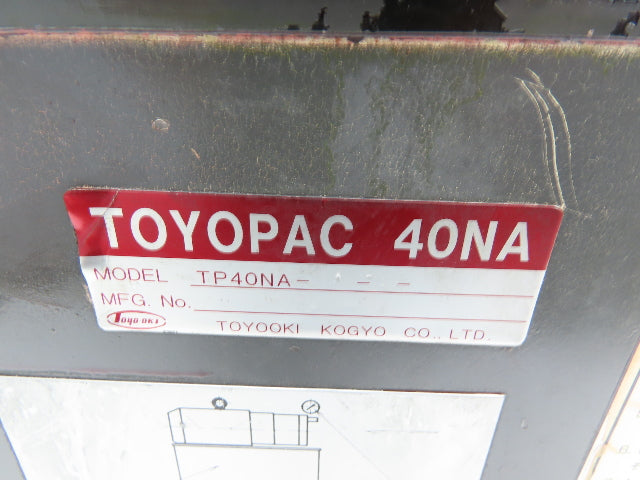 TOYOPAC 40NA
MODEL TP40NA- - -
MFG. No.
TOYOOKI TOYOOKI KOGYO CO., LTD.